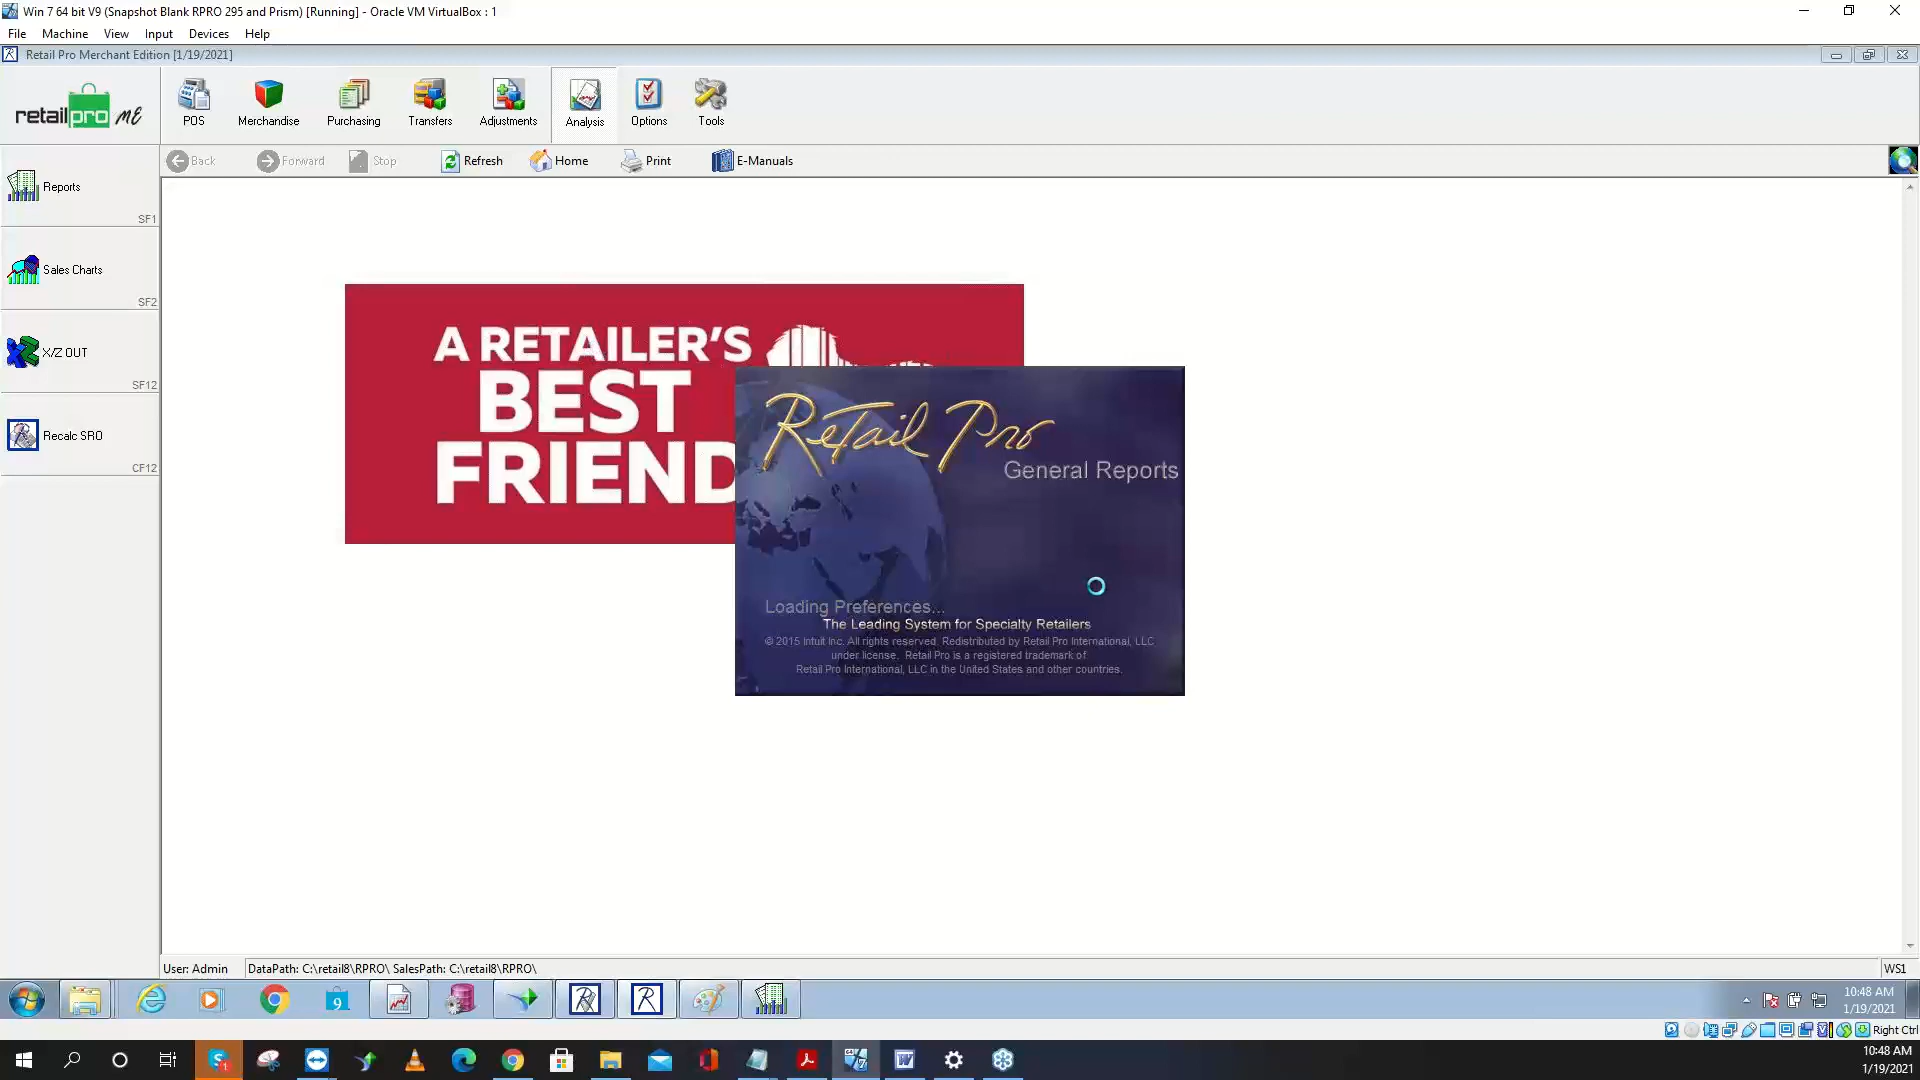 Win 7 64 bit V9 (Snapshot Blank RPRO 295 and Prism) [Running] - Oracle VM VirtualBox : 1
File Machine View Input Devices Help
Retail Pro Merchant Edition [1/19/2021]
retailpro ME
POS Merchandise Purchasing Transfers Adjustments Analysis Options Tools
Back Forward Stop Refresh Home Print E-Manuals
Reports
SF1
Sales Charts
SF2
X/Z OUT
SF12
Recalc SRO
CF12
A RETAILER'S
BEST
FRIEND
Retail Pro
General Reports
Loading Preferences...
The Leading System for Specialty Retailers
© 2015 Intuit Inc. All rights reserved. Redistributed by Retail Pro International, LLC
under license. Retail Pro is a registered trademark of
Retail Pro International, LLC in the United States and other countries.
User: Admin DataPath: C:\retail8\RPRO\ SalesPath: C:\retail8\RPRO\ WS1
10:48 AM
1/19/2021
Right Ctrl
10:48 AM
1/19/2021